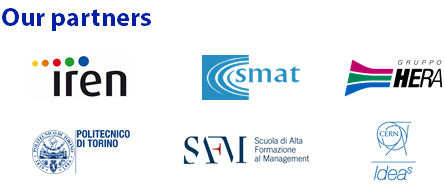 Our partners
iren
smat
GRUPPO
HERA
POLITECNICO
DI TORINO
SAFM
Scuola di Alta
Formazione
al Management
CERN
Ideas